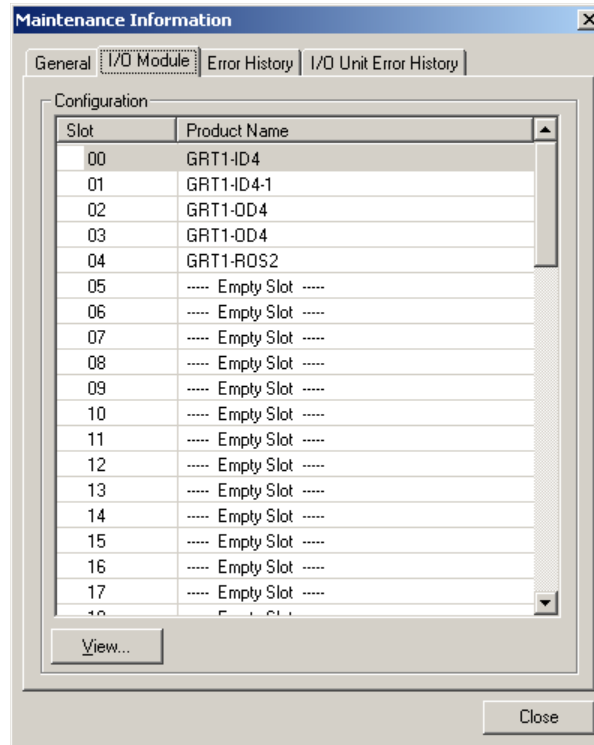 Maintenance Information
General I/O Module Error History I/O Unit Error History
Configuration
Slot Product Name
00 GRT1-ID4
01 GRT1-ID4-1
02 GRT1-OD4
03 GRT1-OD4
04 GRT1-ROS2
05 ----- Empty Slot -----
06 ----- Empty Slot -----
07 ----- Empty Slot -----
08 ----- Empty Slot -----
09 ----- Empty Slot -----
10 ----- Empty Slot -----
11 ----- Empty Slot -----
12 ----- Empty Slot -----
13 ----- Empty Slot -----
14 ----- Empty Slot -----
15 ----- Empty Slot -----
16 ----- Empty Slot -----
17 ----- Empty Slot -----
View...
Close